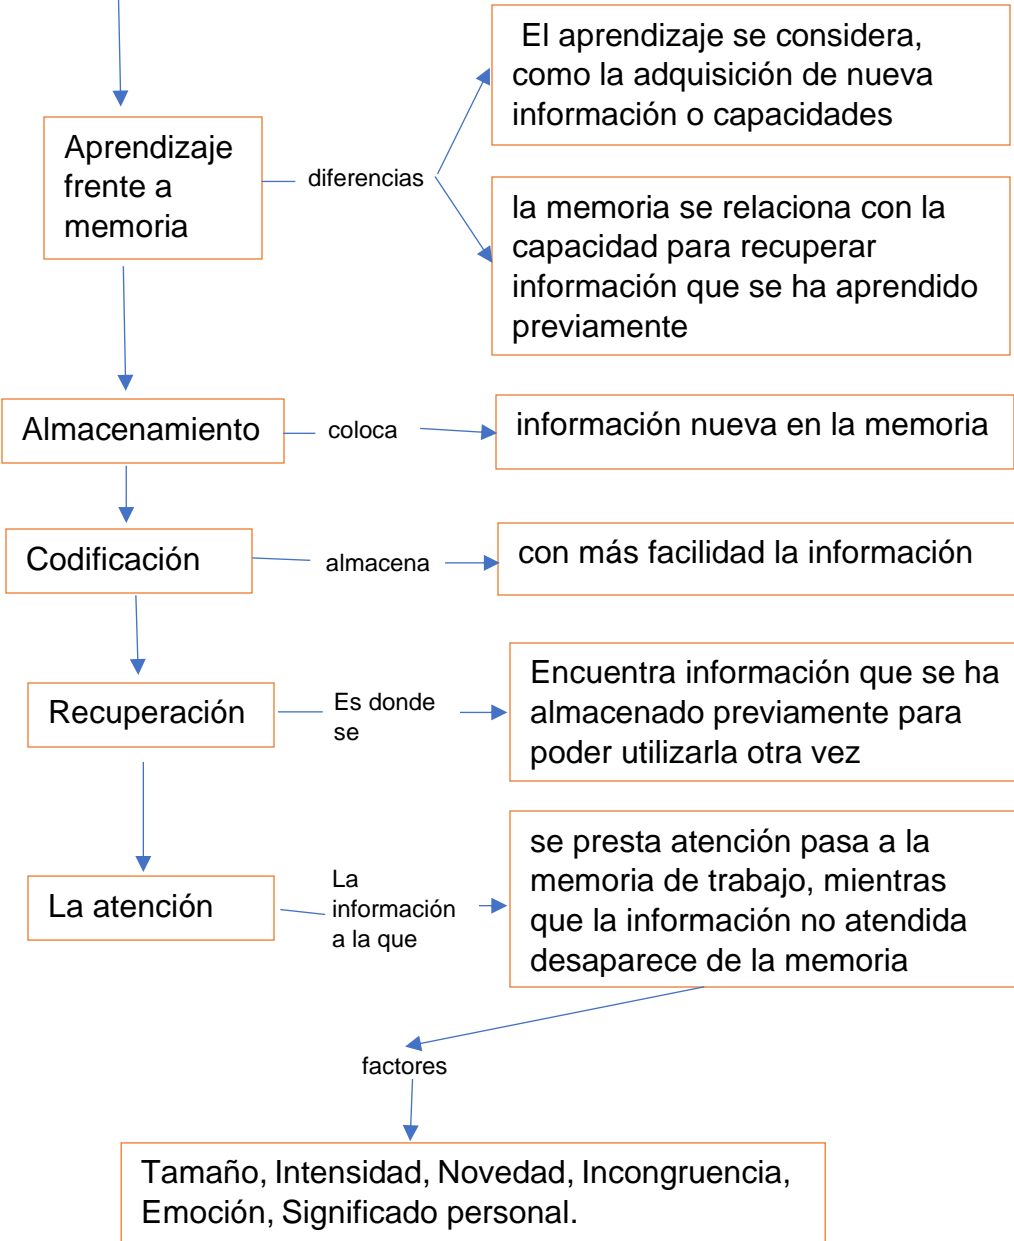 El aprendizaje se considera,
como la adquisición de nueva
información o capacidades
Aprendizaje
frente a
memoria
diferencias
la memoria se relaciona con la
capacidad para recuperar
información que se ha aprendido
previamente
Almacenamiento
coloca
información nueva en la memoria
Codificación
almacena
con más facilidad la información
Recuperación
Es donde
se
Encuentra información que se ha
almacenado previamente para
poder utilizarla otra vez
La atención
La
información
a la que
se presta atención pasa a la
memoria de trabajo, mientras
que la información no atendida
desaparece de la memoria
factores
Tamaño, Intensidad, Novedad, Incongruencia,
Emoción, Significado personal.